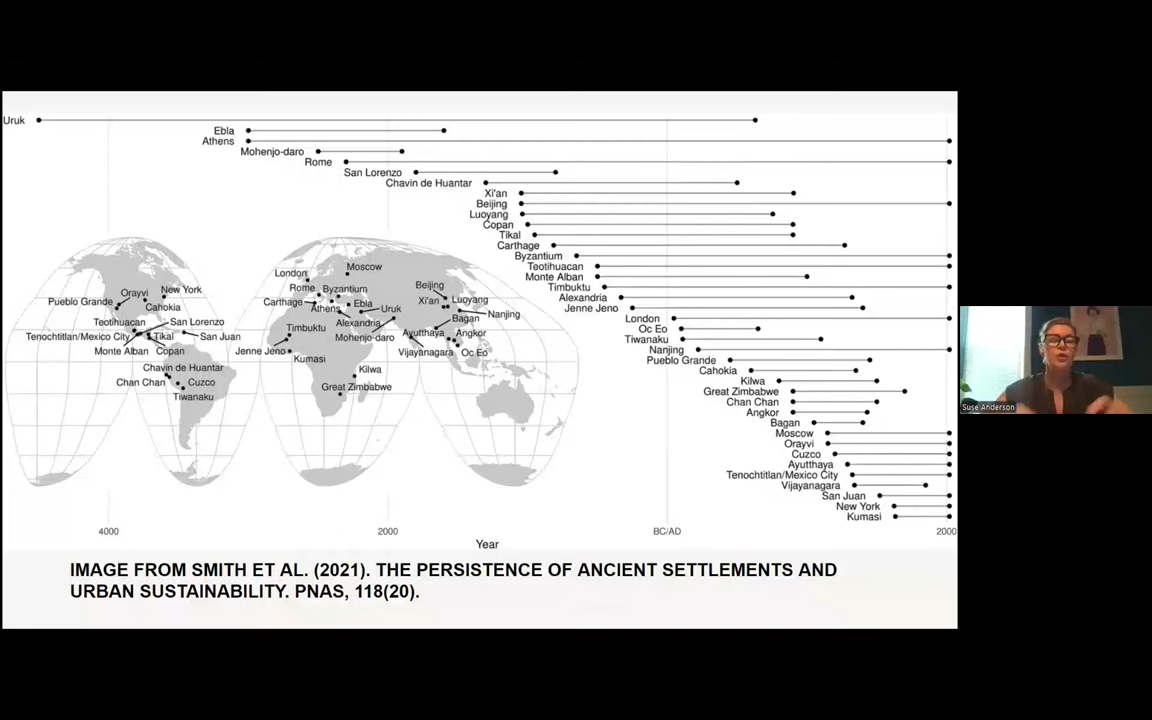 Uruk
Ebla
Athens
Mohenjo-daro
Rome
San Lorenzo
Chavin de Huantar
Xi'an
Beijing
Luoyang
Copan
Tikal
Carthage
Byzantium
Teotihuacan
Monte Alban
Timbuktu
Alexandria
Jenne Jeno
London
Oc Eo
Tiwanaku
Nanjing
Pueblo Grande
Cahokia
Kilwa
Great Zimbabwe
Chan Chan
Angkor
Bagan
Moscow
Orayvi
Cuzco
Ayutthaya
Tenochtitlan/Mexico City
Vijayanagara
San Juan
New York
Kumasi
Orayvi
New York
Pueblo Grande
Cahokia
Teotihuacan
San Lorenzo
Tenochtitlan/Mexico City
Tikal
San Juan
Monte Alban
Copan
Chavin de Huantar
Chan Chan
Cuzco
Tiwanaku
London
Moscow
Rome
Byzantium
Carthage
Athens
Ebla
Uruk
Alexandria
Mohenjo-daro
Timbuktu
Jenne Jeno
Kumasi
Kilwa
Great Zimbabwe
Beijing
Xi'an
Luoyang
Nanjing
Bagan
Ayutthaya
Angkor
Vijayanagara
Oc Eo
4000
2000
BC/AD
2000
Year
IMAGE FROM SMITH ET AL. (2021). THE PERSISTENCE OF ANCIENT SETTLEMENTS AND
URBAN SUSTAINABILITY. PNAS, 118(20).
Suse Anderson